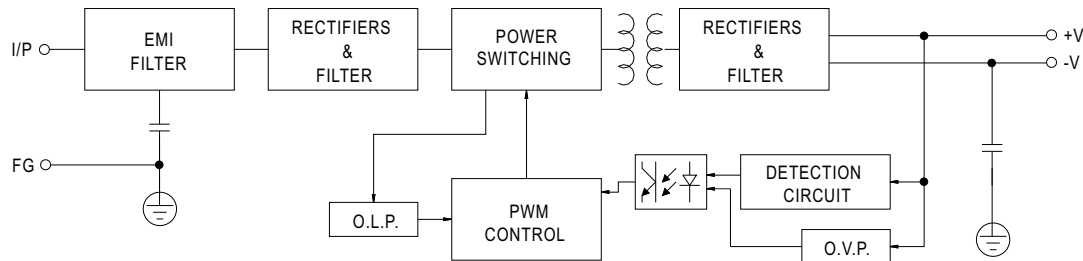 I/P
EMI
FILTER
RECTIFIERS
&
FILTER
POWER
SWITCHING
RECTIFIERS
&
FILTER
+V
-V
FG
O.L.P.
PWM
CONTROL
DETECTION
CIRCUIT
O.V.P.